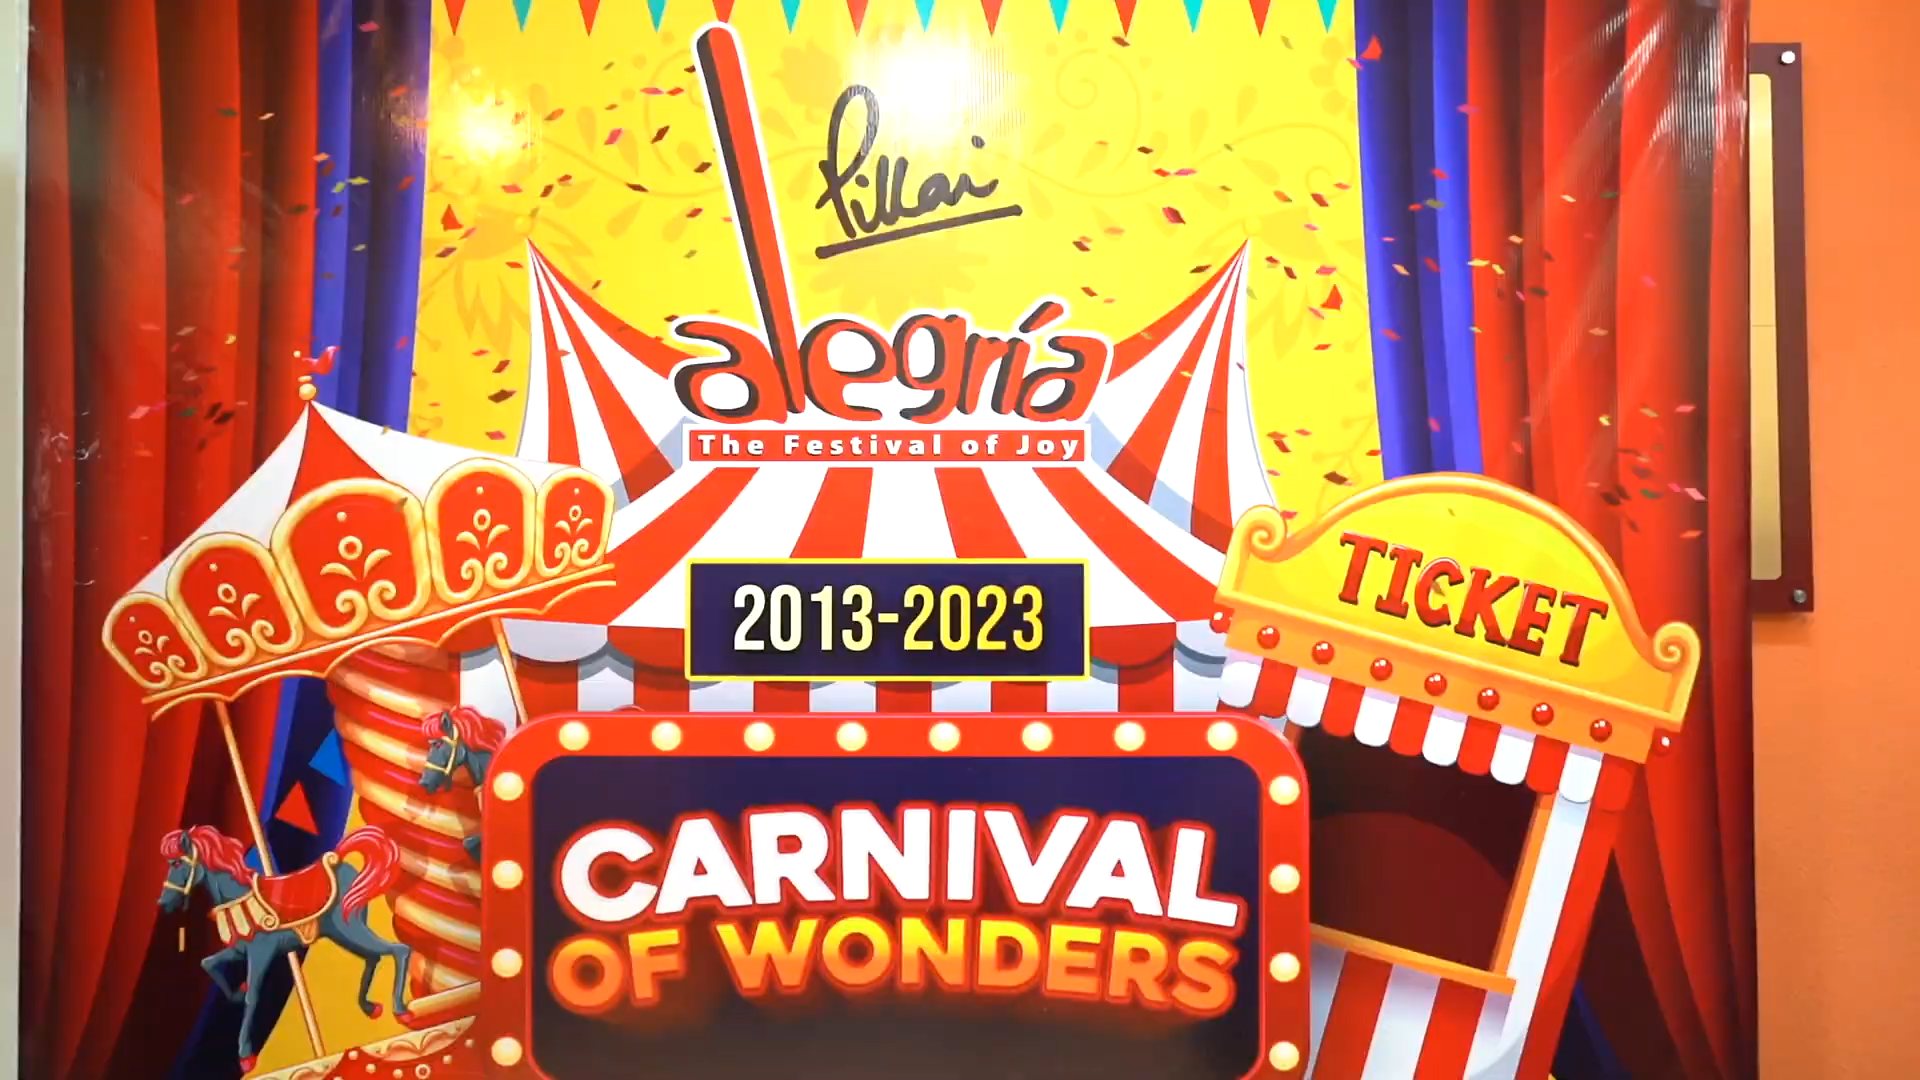 Pillai
alegría
The Festival of Joy
2013-2023
TICKET
CARNIVAL
OF WONDERS